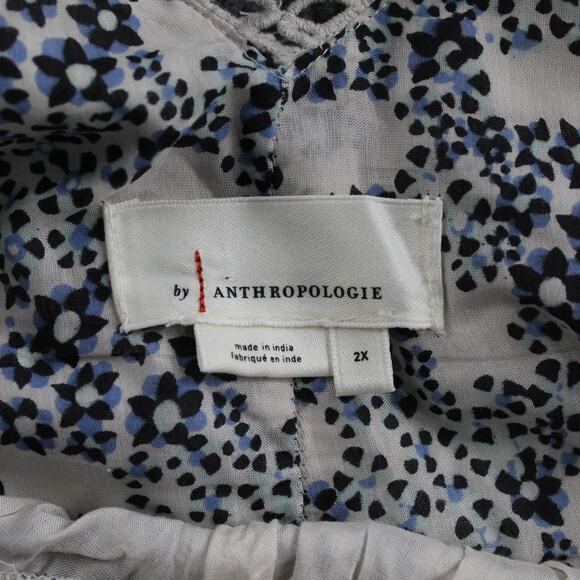 by ANTHROPOLOGIE
made in india
fabriqué en inde
2X